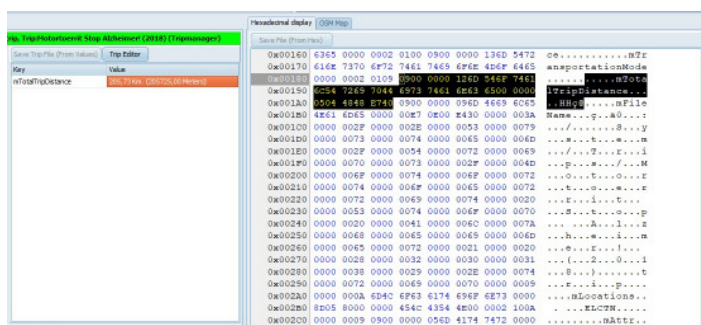 Hexadecimal display OSM Map
Trip, Trip:Motortoerrit Stop Alzheimer! (2018) (Tripmanager)
Save Trip File (From Values) Trip Editor
Save File (From Hex)
Key Value
mTotalTripDistance 205,73 Km. (205725,00 Meters)
0x00160 6365 0000 0002 0100 0900 0000 136D 5472 ce...........mTr
0x00170 616E 7370 6F72 7461 7469 6F6E 4D6F 6465 ansportationMode
0x00180 0000 0002 0109 0900 0000 126D 546F 7461 ...........mTota
0x00190 6C54 7269 7044 6973 7461 6E63 6500 0000 lTripDistance...
0x001A0 0504 4848 E740 0900 0000 096D 4669 6C65 ..HHç@.....mFile
0x001B0 4E61 6D65 0000 00E7 0E00 E430 0000 003A
0x001C0 0000 002F 0000 002E 0000 0053 0000 0079
0x001D0 0000 0073 0000 0074 0000 0065 0000 006D ...s...t...e...m
0x001E0 0000 002F 0000 0054 0000 0072 0000 0069 .../...T...r...i
0x001F0 0000 0070 0000 0073 0000 002F 0000 004D ...p...s.../...M
0x00200 0000 006F 0000 0074 0000 006F 0000 0072 ...o...t...o...r
0x00210 0000 0074 0000 006F 0000 0065 0000 0072 ...t...o...e...r
0x00220 0000 0072 0000 0069 0000 0074 0000 0020 ...r...i...t...
0x00230 0000 0053 0000 0074 0000 006F 0000 0070 ...S...t...o...p
0x00240 0000 0020 0000 0041 0000 006C 0000 007A ... ...A...l...z
0x00250 0000 0068 0000 0065 0000 0069 0000 006D ...h...e...i...m
0x00260 0000 0065 0000 0072 0000 0021 0000 0020 ...e...r...!...
0x00270 0000 0028 0000 0032 0000 0030 0000 0031 ...(...2...0...1
0x00280 0000 0038 0000 0029 0000 002E 0000 0074 ...8...).......t
0x00290 0000 0072 0000 0069 0000 0070 0000 0009 ...r...i...p....
0x002A0 0000 000A 6D4C 6F63 6174 696F 6E73 0000 ....mLocations..
0x002B0 8D05 8000 0000 454C 4354 4E00 0002 100A
0x002C0 0000 0009 0900 0000 056D 4174 7472 0000 .........mAttr..